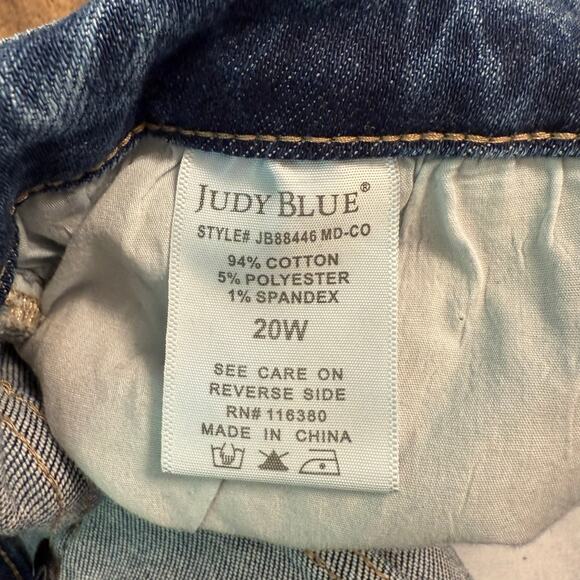 JUDY BLUE®
STYLE# JB88446 MD-CO
94% COTTON
5% POLYESTER
1% SPANDEX
20W
SEE CARE ON
REVERSE SIDE
RN# 116380
MADE IN CHINA